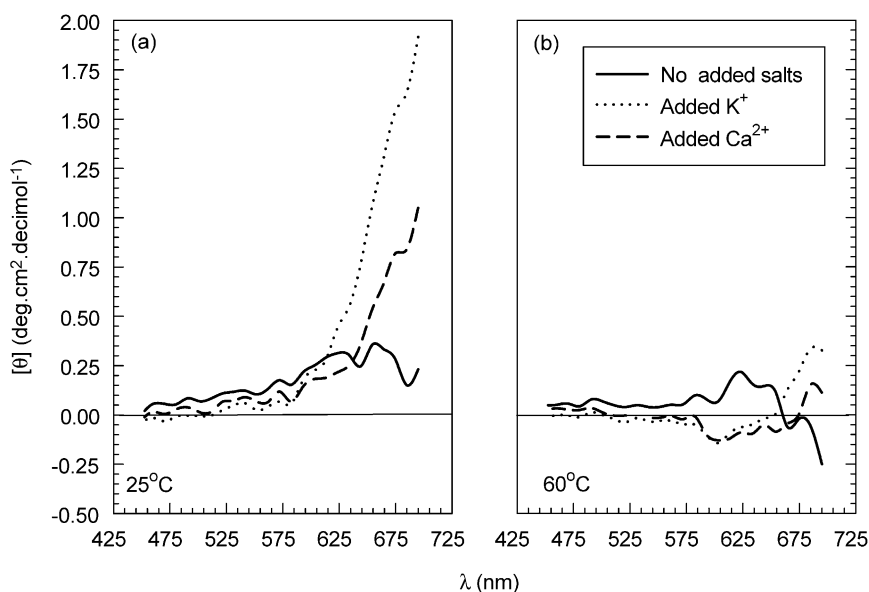 (a)
(b)
No added salts
Added K⁺
Added Ca²⁺
2.00
1.75
1.50
1.25
1.00
0.75
0.50
0.25
0.00
-0.25
-0.50
[θ] (deg.cm².decimol⁻¹)
25°C
60°C
425 475 525 575 625 675 725
425 475 525 575 625 675 725
λ (nm)